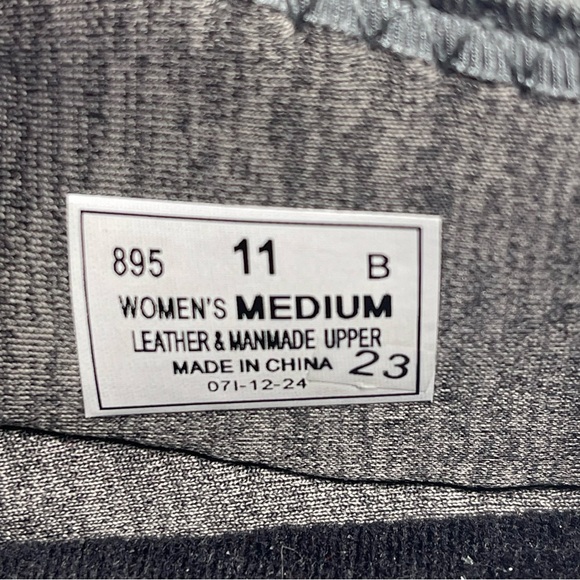 895 11 B
WOMEN'S MEDIUM
LEATHER & MANMADE UPPER
MADE IN CHINA 23
071-12-24